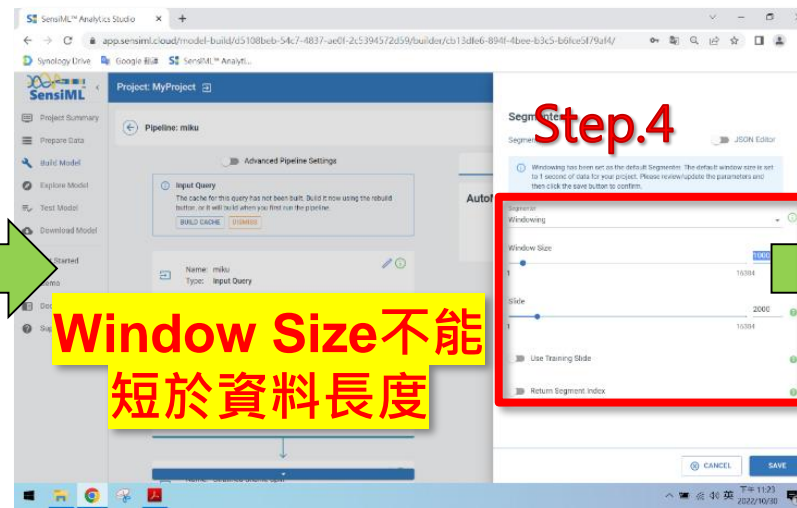 SensiML™ Analytics Studio
app.sensiml.cloud/model-build/d5108beb-54c7-4837-ae0f-2c5394572d59/builder/cb13dfe6-894f-4bee-b3c5-b6fce5f79af4/
Synology Drive
Google 翻譯
SensiML™ Analyti...
SensiML
Project: MyProject
Project Summary
Prepare Data
Build Model
Explore Model
Test Model
Download Model
Started
Pipeline: miku
Advanced Pipeline Settings
Input Query
The cache for this query has not been built. Build it now using the rebuild
button, or it will build when you first run the pipeline.
BUILD CACHE
DISMISS
Name: miku
Type: Input Query
Step.4
JSON Editor
Windowing has been set as the default Segmenter. The default window size is set
to 1 second of data for your project. Please review/update the parameters and
then click the save button to confirm.
Segmenter
Windowing
Window Size
1000
1
16384
Slide
2000
1
16384
Use Training Slide
Return Segment Index
CANCEL
SAVE
Window Size不能
短於資料長度
英
下午 11:23
2022/10/30